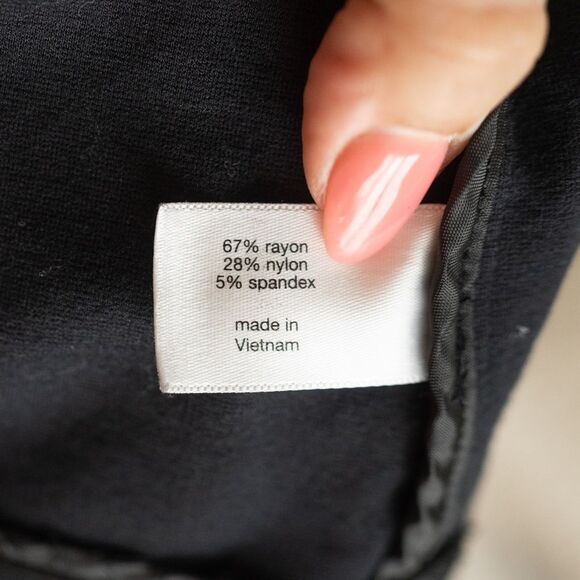 67% rayon
28% nylon
5% spandex
made in
Vietnam